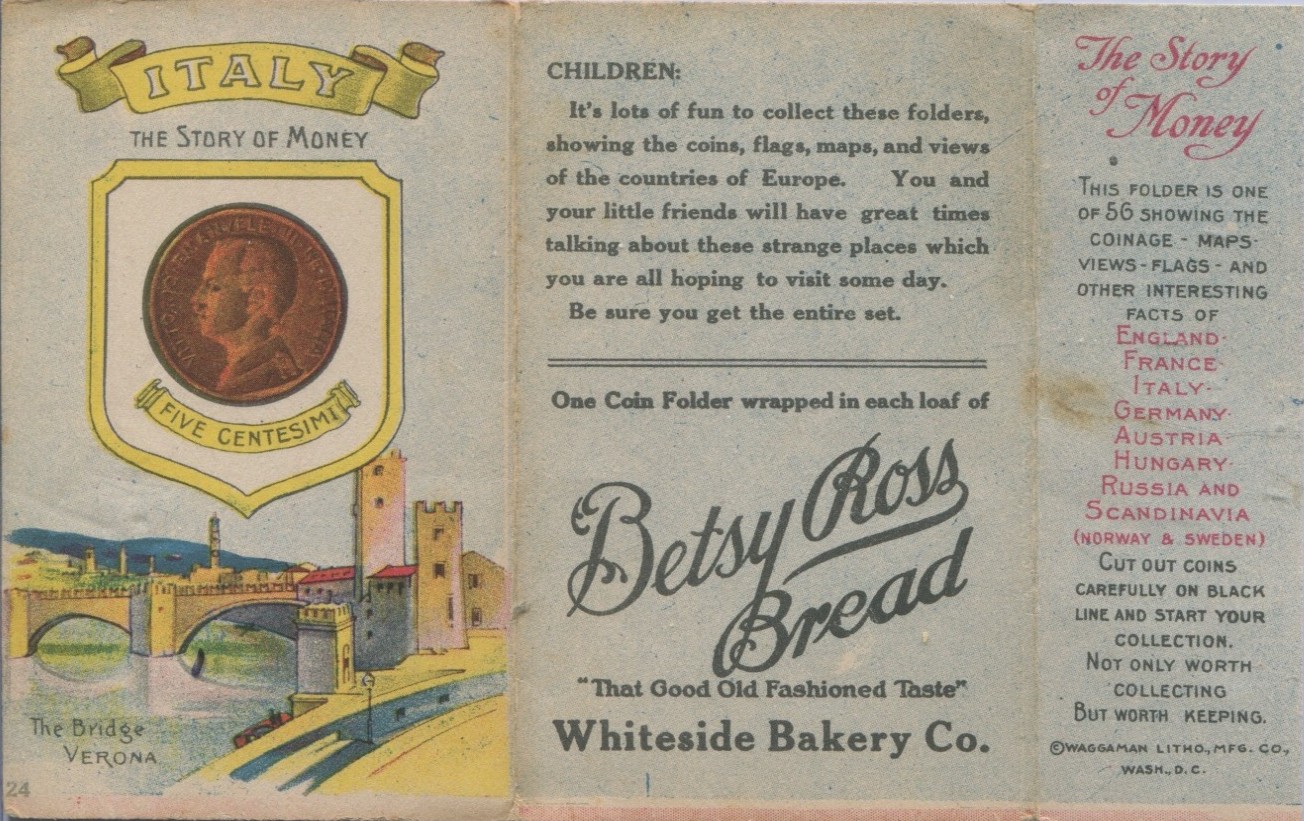 ITALY
THE STORY OF MONEY
VITTORIO EMANVELE III
FIVE CENTESIMI
The Bridge
VERONA
24
CHILDREN:
It's lots of fun to collect these folders,
showing the coins, flags, maps, and views
of the countries of Europe. You and
your little friends will have great times
talking about these strange places which
you are all hoping to visit some day.
Be sure you get the entire set.
One Coin Folder wrapped in each loaf of
Betsy Ross
Bread
"That Good Old Fashioned Taste"
Whiteside Bakery Co.
The Story
of
Money
THIS FOLDER IS ONE
OF 56 SHOWING THE
COINAGE - MAPS-
VIEWS-FLAGS - AND
OTHER INTERESTING
FACTS OF
ENGLAND-
FRANCE-
ITALY-
GERMANY-
AUSTRIA-
HUNGARY-
RUSSIA AND
SCANDINAVIA
(NORWAY & SWEDEN)
CUT OUT COINS
CAREFULLY ON BLACK
LINE AND START YOUR
COLLECTION.
NOT ONLY WORTH
COLLECTING
BUT WORTH KEEPING.
©WAGGAMAN LITHO., MFG. CO.,
WASH., D. C.